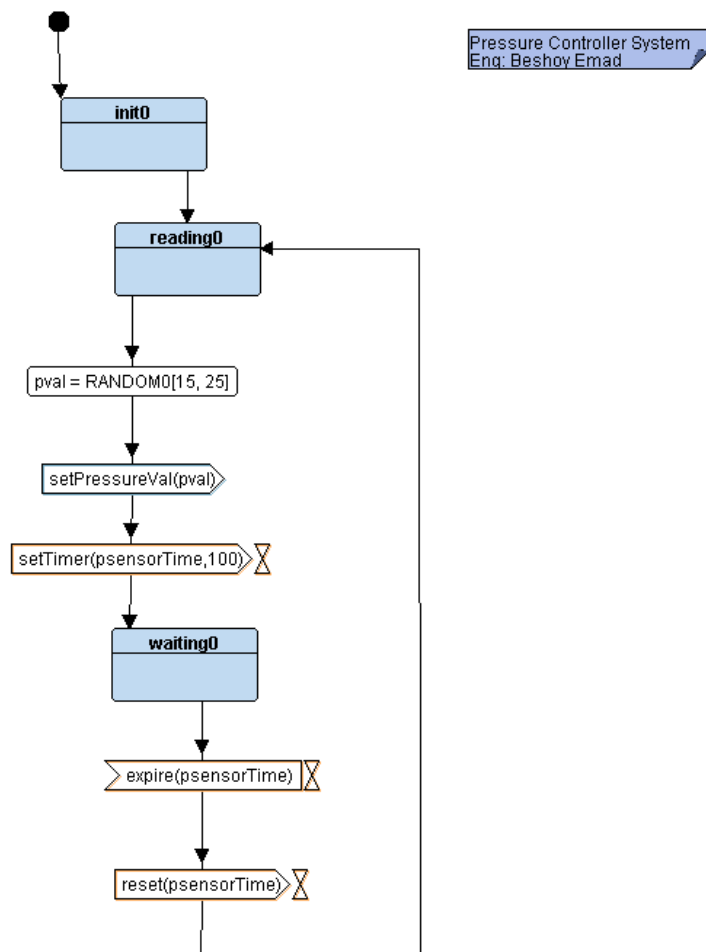 Pressure Controller System
Eng: Beshoy Emad
init0
reading0
pval = RANDOM0[15, 25]
setPressureVal(pval)
setTimer(psensorTime,100)
waiting0
expire(psensorTime)
reset(psensorTime)